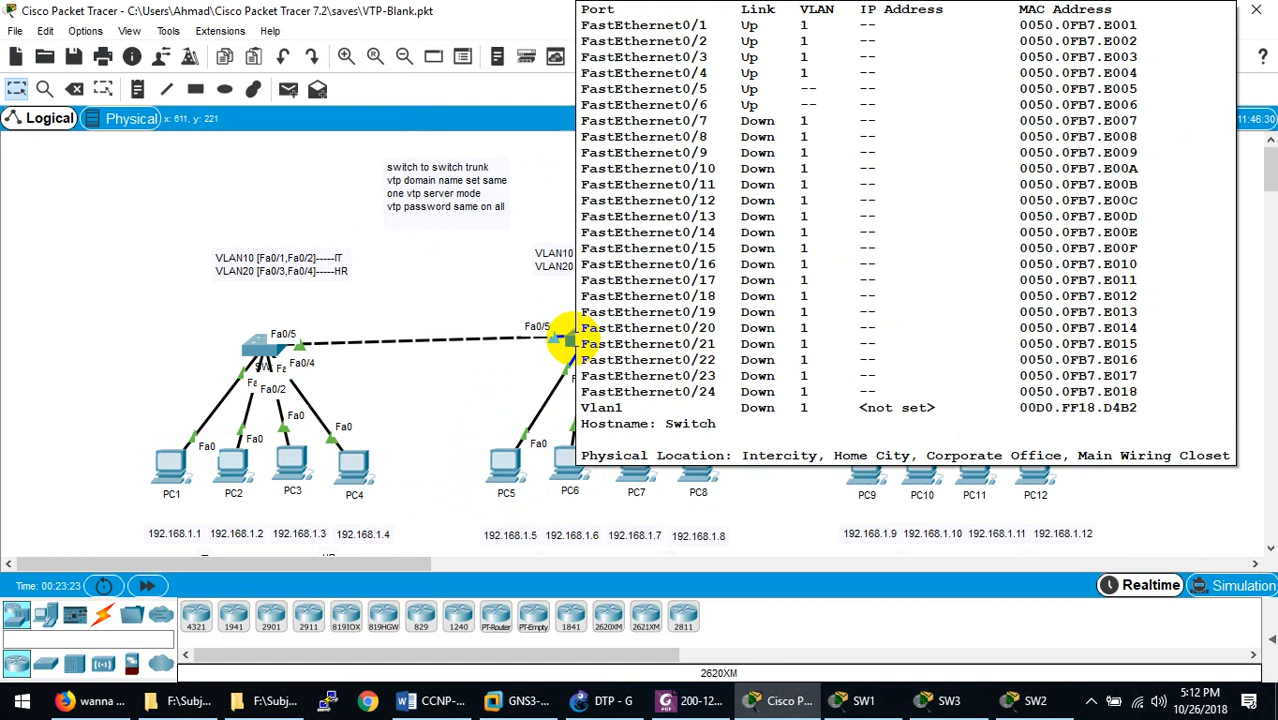 Cisco Packet Tracer - C:\Users\Ahmad\Cisco Packet Tracer 7.2\saves\VTP-Blank.pkt
File Edit Options View Tools Extensions Help
Logical Physical x: 611, y: 221
11:46:30
switch to switch trunk
vtp domain name set same
one vtp server mode
vtp password same on all
VLAN10 [Fa0/1,Fa0/2]-----IT
VLAN20 [Fa0/3,Fa0/4]-----HR
VLAN10
VLAN20
Port Link VLAN IP Address MAC Address
FastEthernet0/1 Up 1 -- 0050.0FB7.E001
FastEthernet0/2 Up 1 -- 0050.0FB7.E002
FastEthernet0/3 Up 1 -- 0050.0FB7.E003
FastEthernet0/4 Up 1 -- 0050.0FB7.E004
FastEthernet0/5 Up -- -- 0050.0FB7.E005
FastEthernet0/6 Up -- -- 0050.0FB7.E006
FastEthernet0/7 Down 1 -- 0050.0FB7.E007
FastEthernet0/8 Down 1 -- 0050.0FB7.E008
FastEthernet0/9 Down 1 -- 0050.0FB7.E009
FastEthernet0/10 Down 1 -- 0050.0FB7.E00A
FastEthernet0/11 Down 1 -- 0050.0FB7.E00B
FastEthernet0/12 Down 1 -- 0050.0FB7.E00C
FastEthernet0/13 Down 1 -- 0050.0FB7.E00D
FastEthernet0/14 Down 1 -- 0050.0FB7.E00E
FastEthernet0/15 Down 1 -- 0050.0FB7.E00F
FastEthernet0/16 Down 1 -- 0050.0FB7.E010
FastEthernet0/17 Down 1 -- 0050.0FB7.E011
FastEthernet0/18 Down 1 -- 0050.0FB7.E012
FastEthernet0/19 Down 1 -- 0050.0FB7.E013
FastEthernet0/20 Down 1 -- 0050.0FB7.E014
FastEthernet0/21 Down 1 -- 0050.0FB7.E015
FastEthernet0/22 Down 1 -- 0050.0FB7.E016
FastEthernet0/23 Down 1 -- 0050.0FB7.E017
FastEthernet0/24 Down 1 -- 0050.0FB7.E018
Vlan1 Down 1 <not set> 00D0.FF18.D4B2
Hostname: Switch
Physical Location: Intercity, Home City, Corporate Office, Main Wiring Closet
Fa0/5 Fa0/5
Fa0/4
Fa0/2
Fa0 Fa0 Fa0 Fa0
PC1 PC2 PC3 PC4 PC5 PC6 PC7 PC8 PC9 PC10 PC11 PC12
192.168.1.1 192.168.1.2 192.168.1.3 192.168.1.4 192.168.1.5 192.168.1.6 192.168.1.7 192.168.1.8 192.168.1.9 192.168.1.10 192.168.1.11 192.168.1.12
Time: 00:23:23 Realtime Simulation
4321 1941 2901 2911 819IOX 819HGW 829 1240 PT-Router PT-Empty 1841 2620XM 2621XM 2811
2620XM
wanna ... F:\Subj... F:\Subj... CCNP-... GNS3-... DTP - G 200-12... Cisco P... SW1 SW3 SW2
5:12 PM
10/26/2018